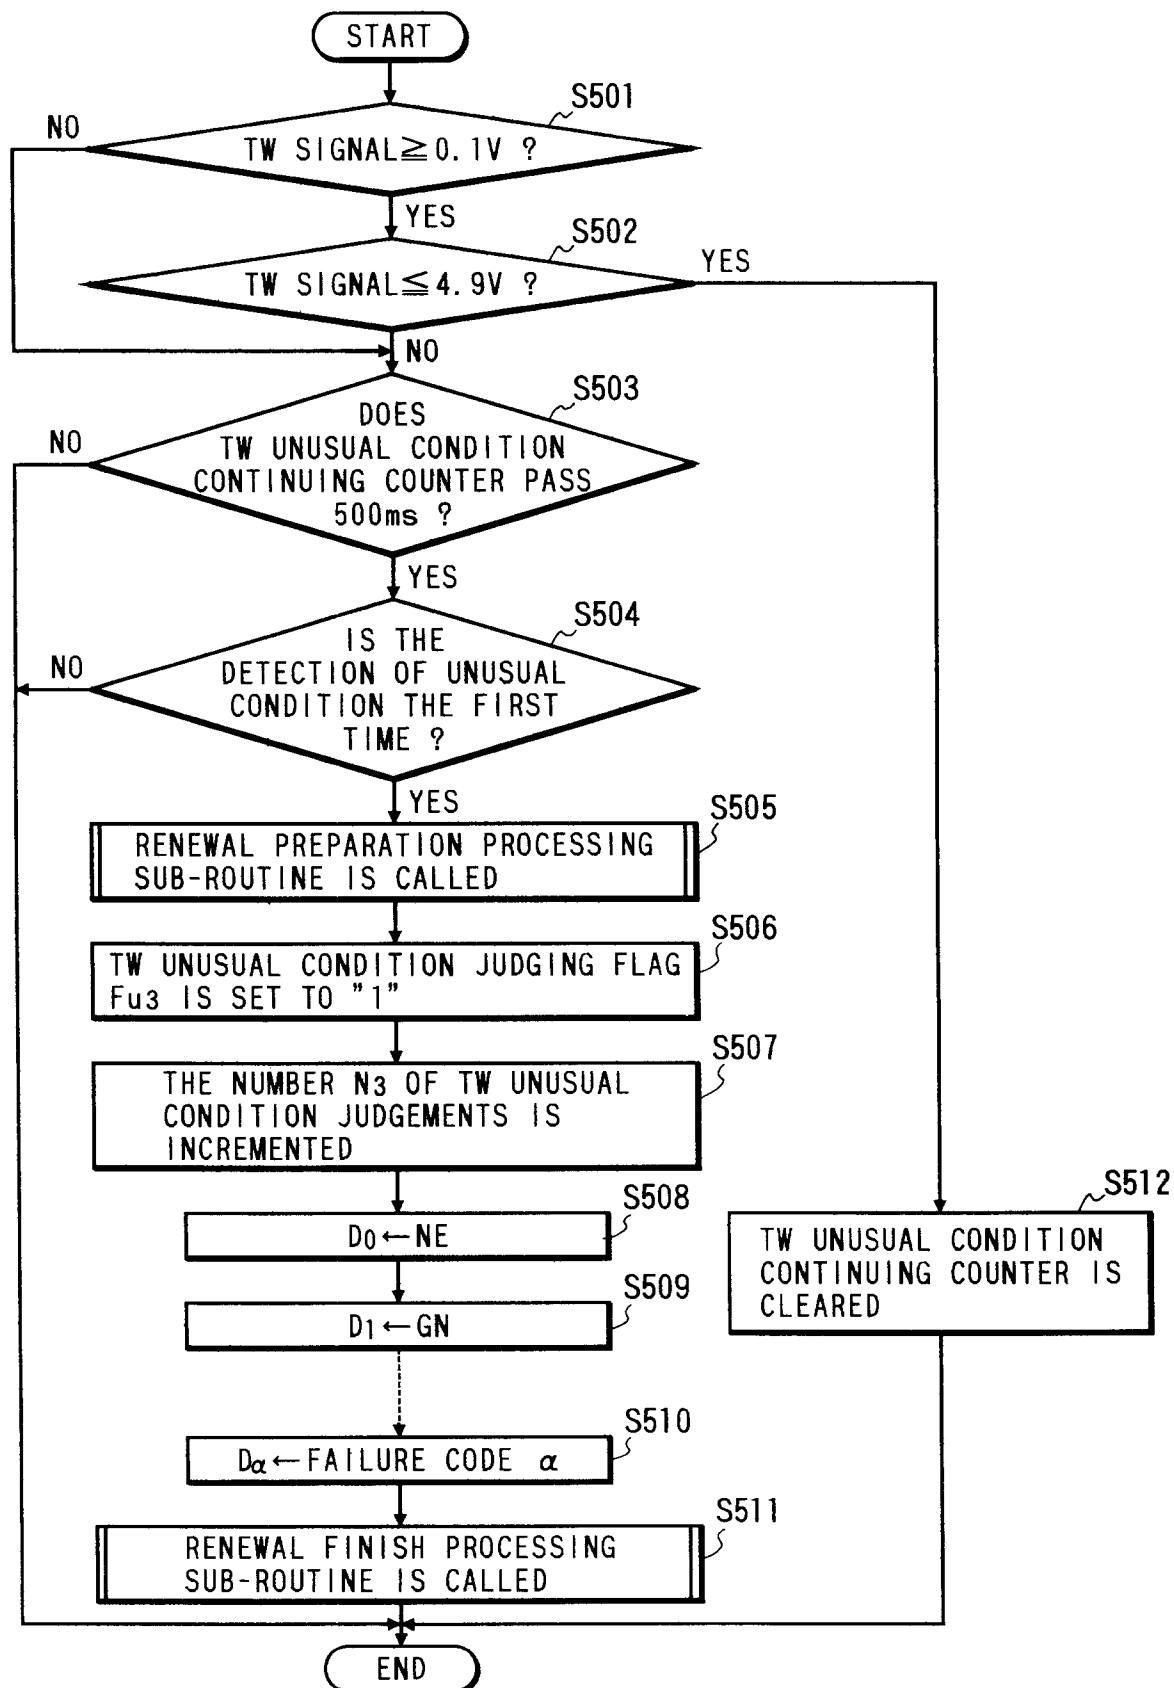 START
S501
NO
TW SIGNAL≧0.1V ?
YES
S502
YES
TW SIGNAL≦4.9V ?
NO
S503
DOES
NO
TW UNUSUAL CONDITION
CONTINUING COUNTER PASS
500ms ?
YES
S504
IS THE
NO
DETECTION OF UNUSUAL
CONDITION THE FIRST
TIME ?
YES
S505
RENEWAL PREPARATION PROCESSING
SUB-ROUTINE IS CALLED
S506
TW UNUSUAL CONDITION JUDGING FLAG
Fu3 IS SET TO "1"
S507
THE NUMBER N3 OF TW UNUSUAL
CONDITION JUDGEMENTS IS
INCREMENTED
S508
D0←NE
S512
TW UNUSUAL CONDITION
CONTINUING COUNTER IS
CLEARED
S509
D1←GN
S510
Dα←FAILURE CODE α
S511
RENEWAL FINISH PROCESSING
SUB-ROUTINE IS CALLED
END